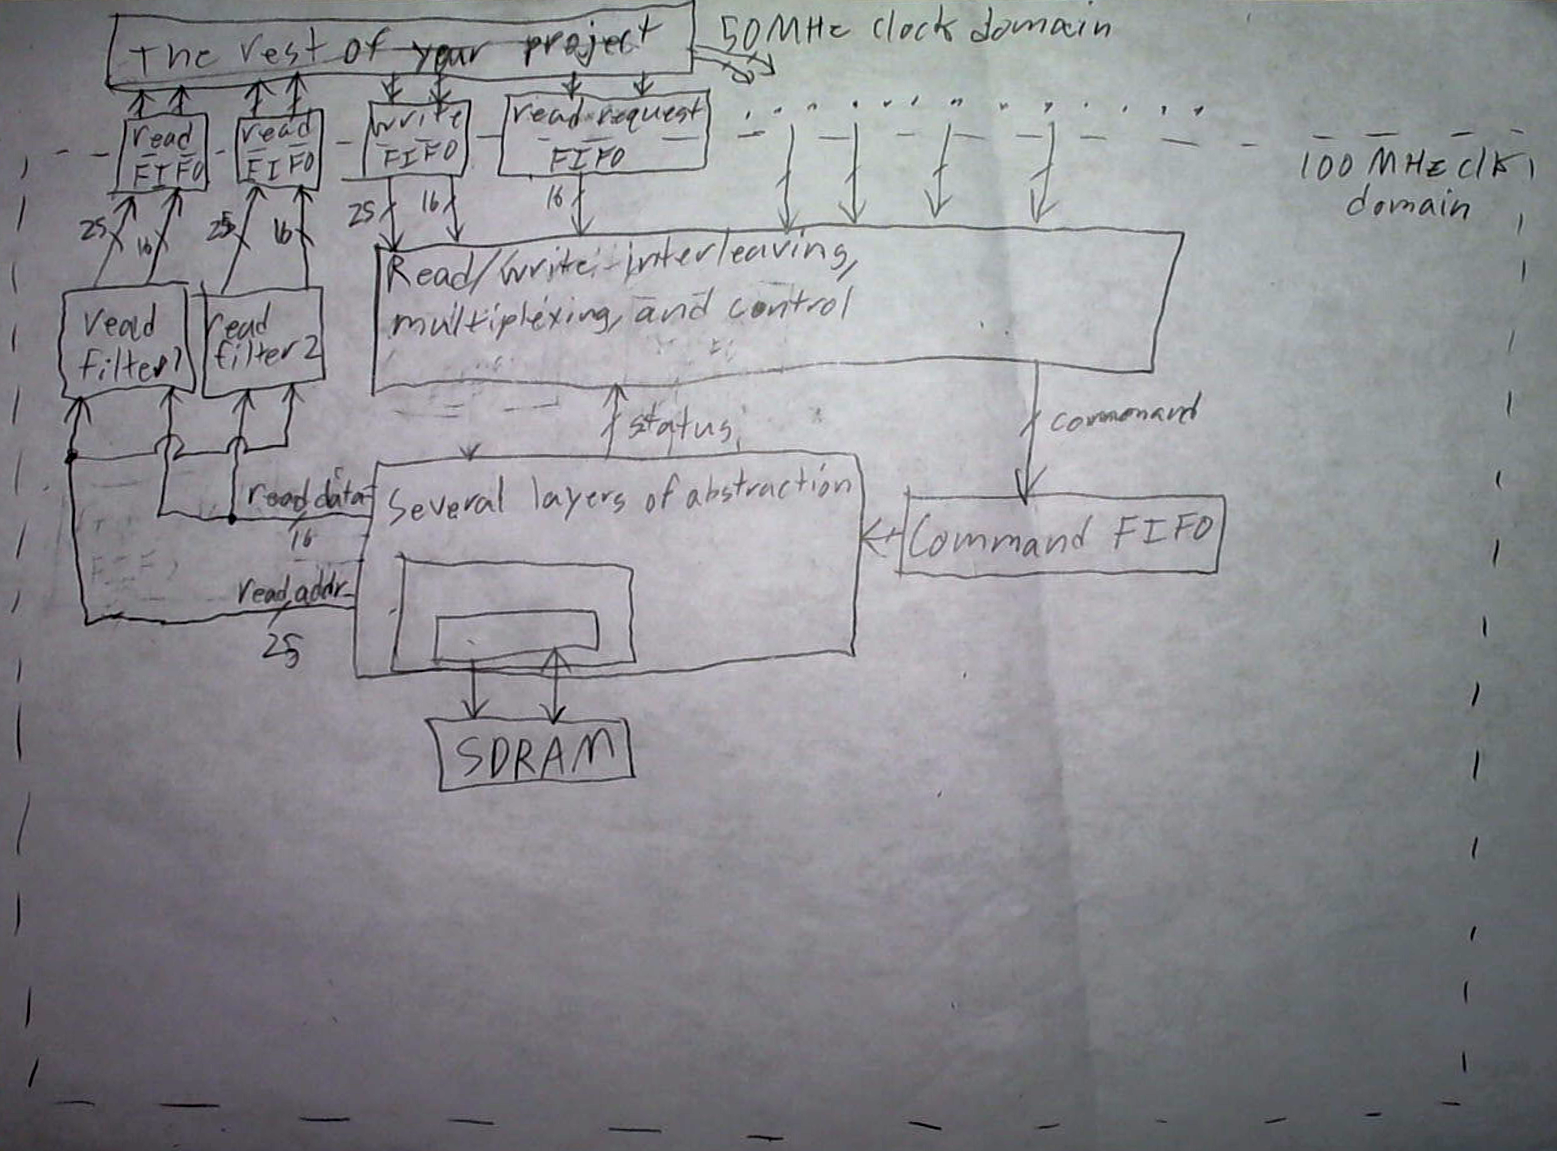 The rest of your project
50MHz clock domain
read
FIFO
read
FIFO
write
FIFO
read request
FIFO
100 MHz clk
domain
25
16
25
16
25
16
16
read
filter1
read
filter2
Read/write interleaving,
multiplexing, and control
status
command
read data
16
Several layers of abstraction
Command FIFO
read addr
25
SDRAM